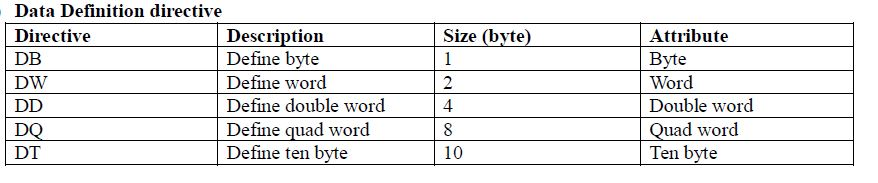 Data Definition directive
Directive Description Size (byte) Attribute
DB Define byte 1 Byte
DW Define word 2 Word
DD Define double word 4 Double word
DQ Define quad word 8 Quad word
DT Define ten byte 10 Ten byte